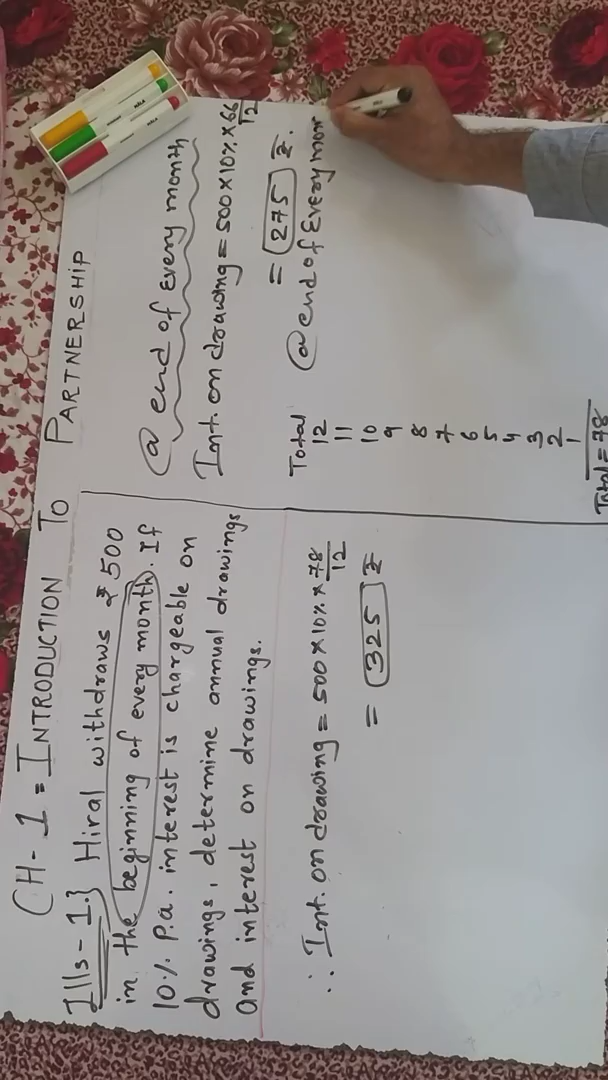 CH-1 = INTRODUCTION TO PARTNERSHIP
Ills-1.} Hiral withdraws ₹500
in the beginning of every month. If
10% P.a. interest is chargeable on
drawings, determine annual drawings
and interest on drawings.
∴ Int. on drawing = 500 × 10% × 78/12
= 325 ₹
@ end of Every month
Int. on drawing = 500 × 10% × 66/12
= 275 ₹.
@ end of Every mon
Total
12
11
10
9
8
7
6
5
4
3
2
1
Total = 78